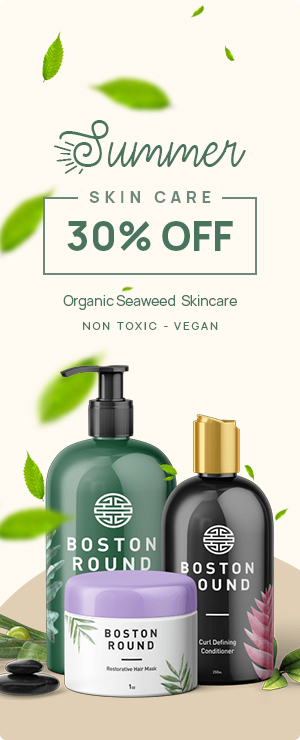 Summer
SKIN CARE
30% OFF
Organic Seaweed Skincare
NON TOXIC - VEGAN
BOSTON
ROUND
BOSTON
ROUND
Curl Defining
Conditioner
BOSTON
ROUND
Restorative Hair Mask
1oz